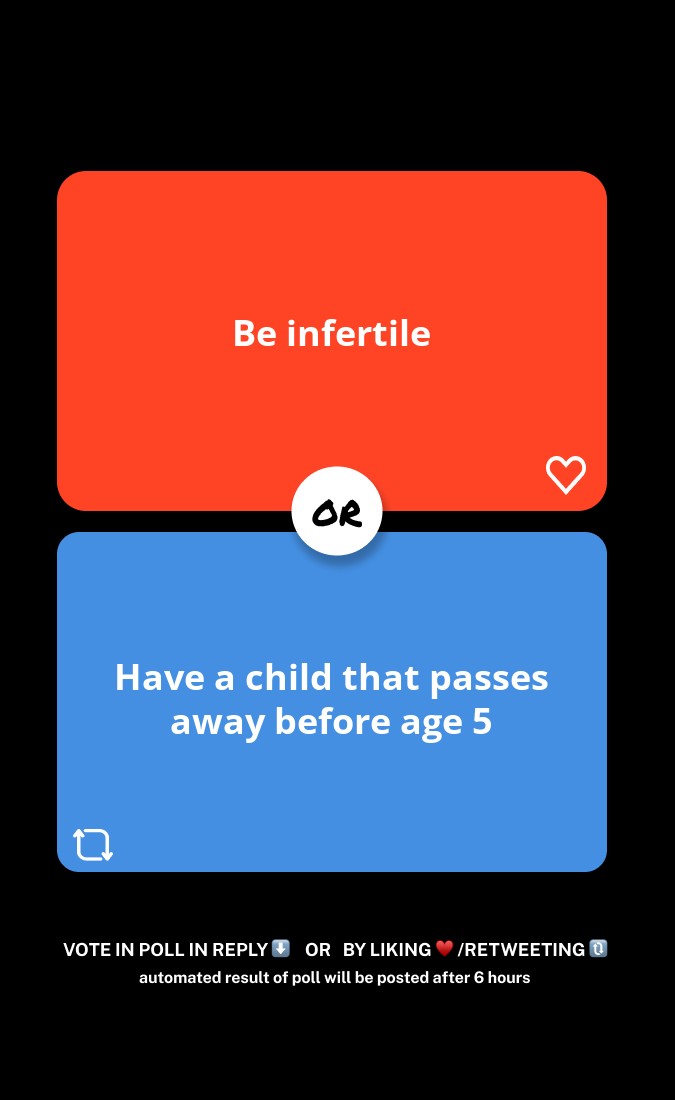 Be infertile
OR
Have a child that passes
away before age 5
VOTE IN POLL IN REPLY⬇️ OR BY LIKING♥️/RETWEETING🔃
automated result of poll will be posted after 6 hours